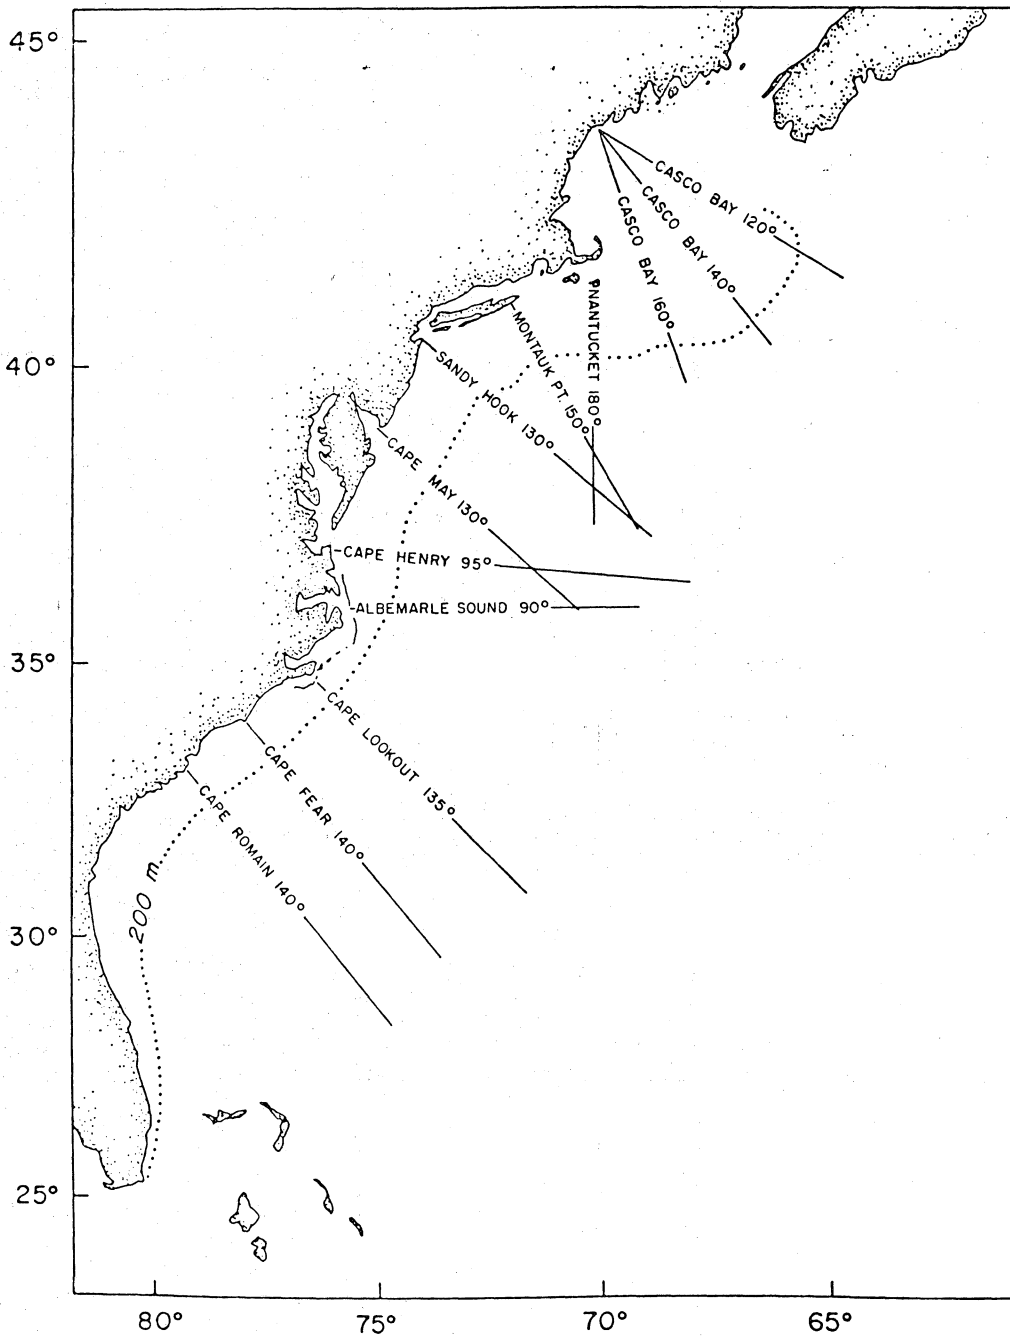 45°
CASCO BAY 120°
CASCO BAY 140°
CASCO BAY 160°
NANTUCKET 180°
MONTAUK PT. 150°
40°
SANDY HOOK 130°
CAPE MAY 130°
CAPE HENRY 95°
ALBEMARLE SOUND 90°
35°
CAPE LOOKOUT 135°
CAPE FEAR 140°
CAPE ROMAIN 140°
200 m
30°
25°
80° 75° 70° 65°